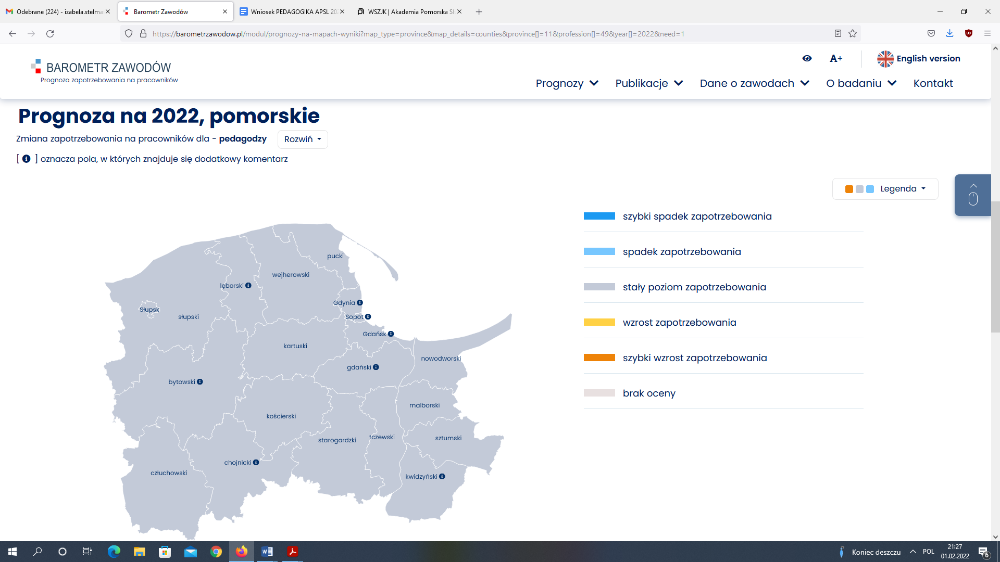 Odebrane (224) - izabela.stelma
Barometr Zawodów
Wniosek PEDAGOGIKA APSL 20
WSZJK | Akademia Pomorska Sł
https://barometrzawodow.pl/modul/prognozy-na-mapach-wyniki?map_type=province&map_details=counties&province[]=11&profession[]=49&year[]=2022&need=1
BAROMETR ZAWODÓW
Prognoza zapotrzebowania na pracowników
A+
English version
Prognozy
Publikacje
Dane o zawodach
O badaniu
Kontakt
Prognoza na 2022, pomorskie
Zmiana zapotrzebowania na pracowników dla - pedagodzy
Rozwiń
[ i ] oznacza pola, w których znajduje się dodatkowy komentarz
Legenda
szybki spadek zapotrzebowania
spadek zapotrzebowania
stały poziom zapotrzebowania
wzrost zapotrzebowania
szybki wzrost zapotrzebowania
brak oceny
pucki
wejherowski
lęborski
Gdynia
Słupsk
słupski
Sopot
Gdańsk
kartuski
nowodworski
gdański
bytowski
malborski
kościerski
starogardzki
tczewski
sztumski
chojnicki
człuchowski
kwidzyński
Koniec deszczu
POL
21:27
01.02.2022
6